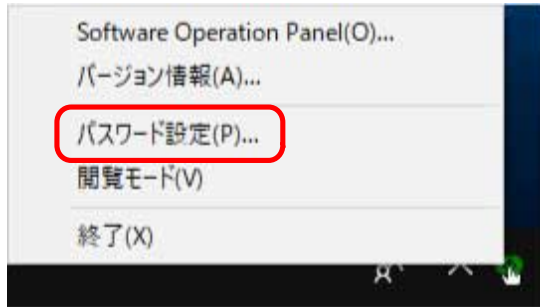 Software Operation Panel(O)...
バージョン情報(A)...
パスワード設定(P)...
閲覧モード(V)
終了(X)